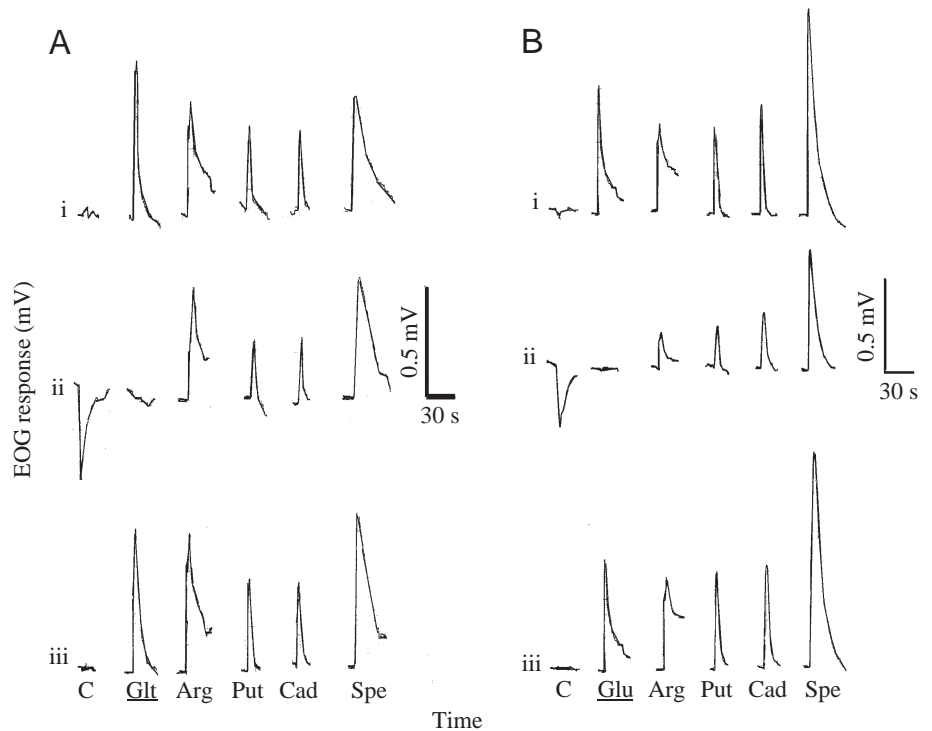 A
i
ii
0.5 mV
30 s
iii
C Glt Arg Put Cad Spe
B
i
ii
0.5 mV
30 s
iii
C Glu Arg Put Cad Spe
EOG response (mV)
Time